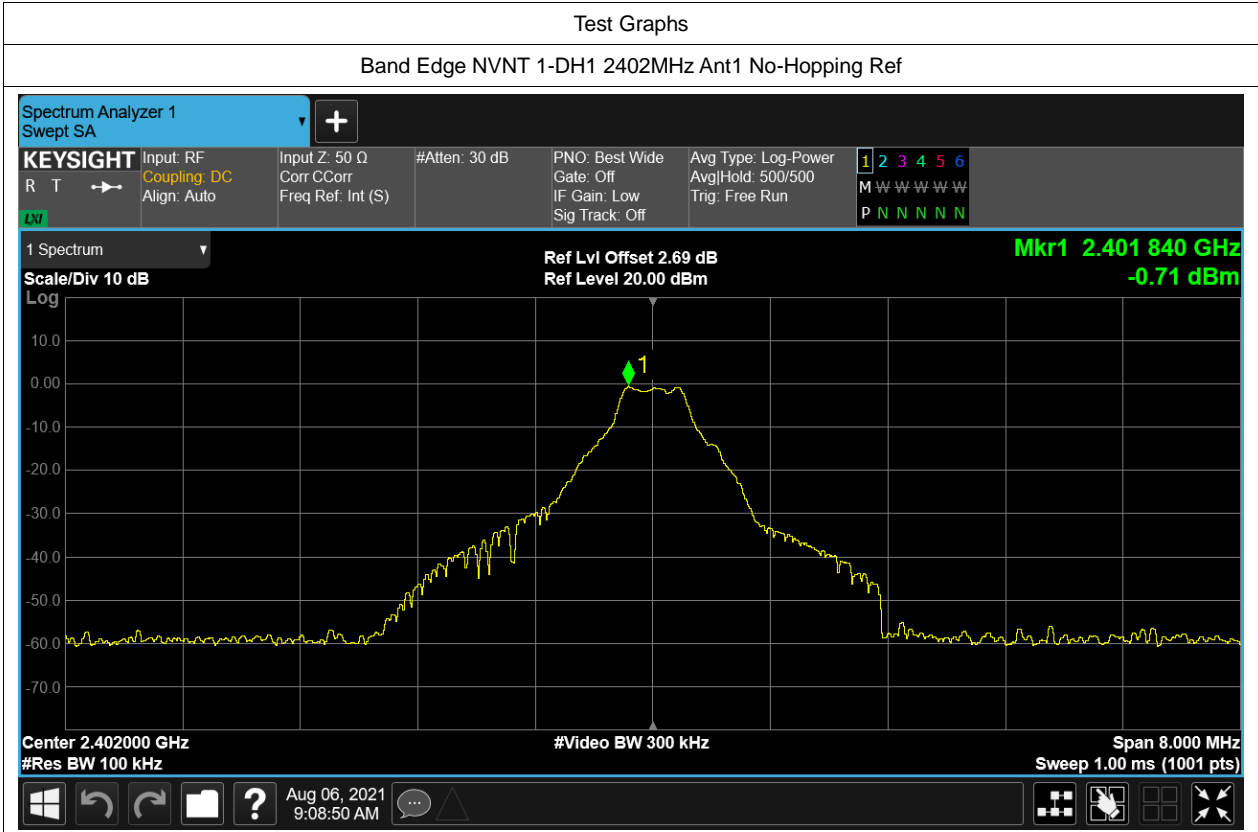 Test Graphs
Band Edge NVNT 1-DH1 2402MHz Ant1 No-Hopping Ref
Spectrum Analyzer 1
Swept SA
KEYSIGHT
R T
LXI
Input: RF
Coupling: DC
Align: Auto
Input Z: 50 Ω
Corr CCorr
Freq Ref: Int (S)
#Atten: 30 dB
PNO: Best Wide
Gate: Off
IF Gain: Low
Sig Track: Off
Avg Type: Log-Power
Avg|Hold: 500/500
Trig: Free Run
1 2 3 4 5 6
M W W W W W
P N N N N N
1 Spectrum
Scale/Div 10 dB
Ref Lvl Offset 2.69 dB
Ref Level 20.00 dBm
Mkr1 2.401 840 GHz
-0.71 dBm
Log
10.0
0.00
-10.0
-20.0
-30.0
-40.0
-50.0
-60.0
-70.0
1
Center 2.402000 GHz
#Res BW 100 kHz
#Video BW 300 kHz
Span 8.000 MHz
Sweep 1.00 ms (1001 pts)
?
Aug 06, 2021
9:08:50 AM